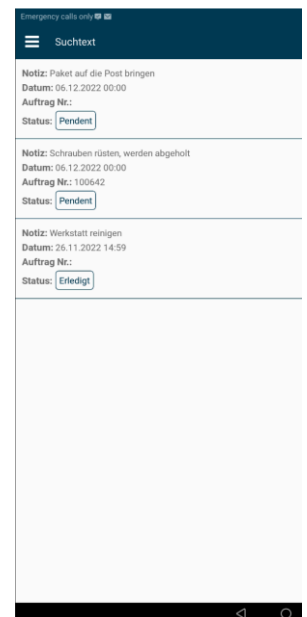 Emergency calls only
Suchtext
Notiz: Paket auf die Post bringen
Datum: 06.12.2022 00:00
Auftrag Nr.:
Status: Pendent
Notiz: Schrauben rüsten, werden abgeholt
Datum: 06.12.2022 00:00
Auftrag Nr.: 100642
Status: Pendent
Notiz: Werkstatt reinigen
Datum: 26.11.2022 14:59
Auftrag Nr.:
Status: Erledigt